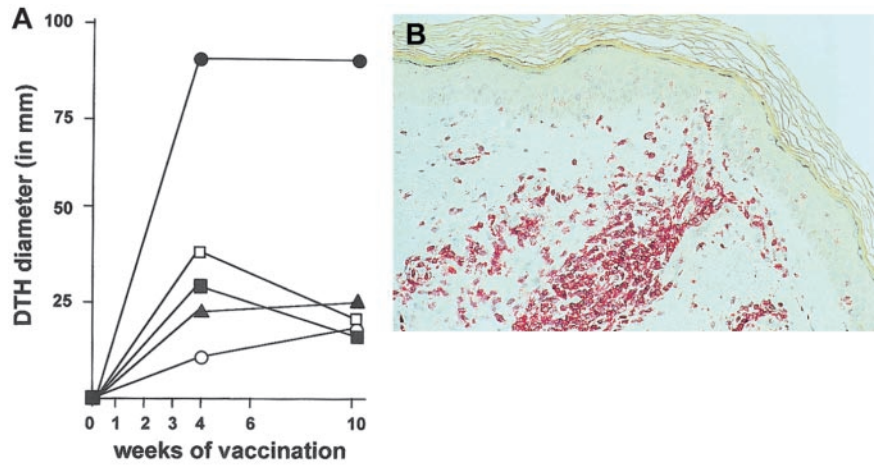 A
100
75
50
25
DTH diameter (in mm)
0 1 2 3 4 6 10
weeks of vaccination
B